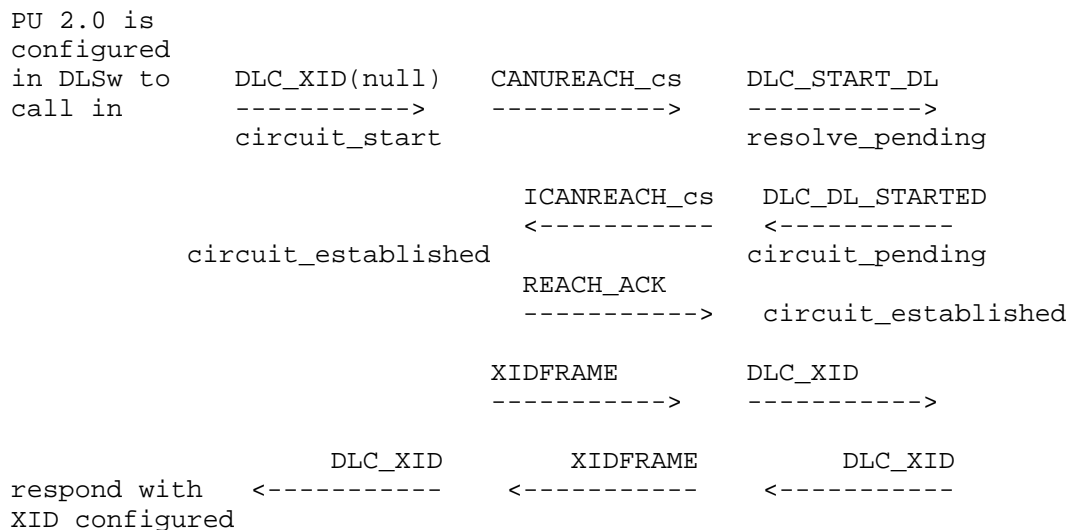 PU 2.0 is
configured
in DLSw to    DLC_XID(null)   CANUREACH_cs    DLC_START_DL
call in       ----------->    ----------->    ----------->
              circuit_start                   resolve_pending
                                ICANREACH_cs   DLC_DL_STARTED
                                <-----------   <-----------
           circuit_established                circuit_pending
                                REACH_ACK
                                ----------->   circuit_established
                              XIDFRAME        DLC_XID
                              ----------->    ----------->
                    DLC_XID        XIDFRAME         DLC_XID
respond with   <-----------    <-----------    <-----------
XID configured